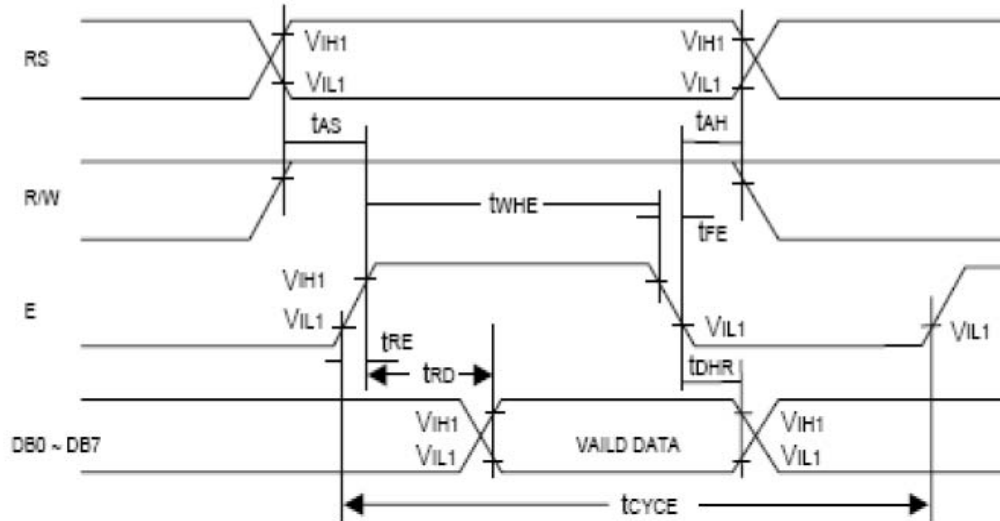 RS
VIH1
VIH1
VIL1
VIL1
tAS
tAH
R/W
tWHE
tFE
VIH1
E
VIL1
VIL1
VIL1
tRE
tRD
tDHR
DB0 ~ DB7
VIH1
VIL1
VAILD DATA
VIH1
VIL1
tCYCE